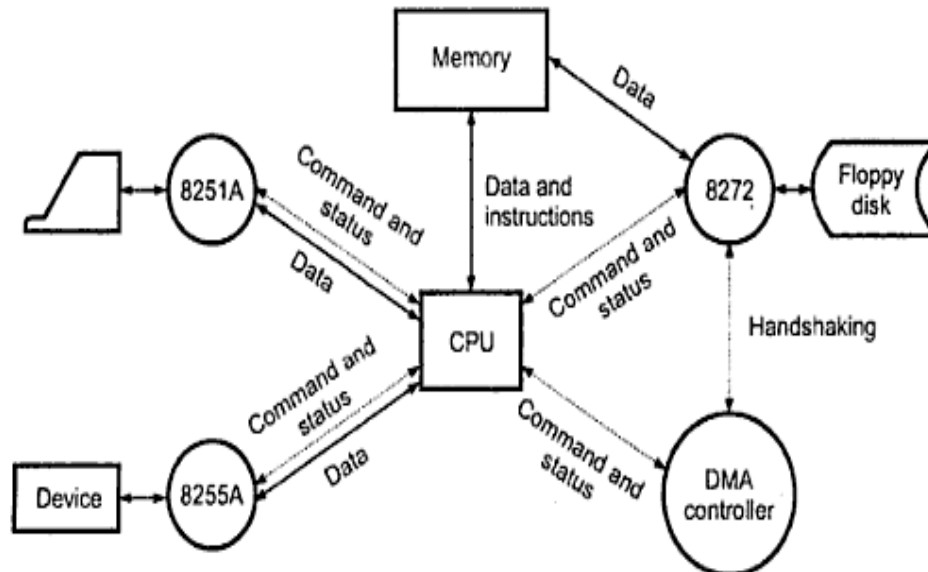 Memory
Data
8251A
Command and
status
Data and
instructions
8272
Floppy
disk
Data
Command and
status
CPU
Handshaking
Command and
status
Data
Command and
status
Device
8255A
DMA
controller